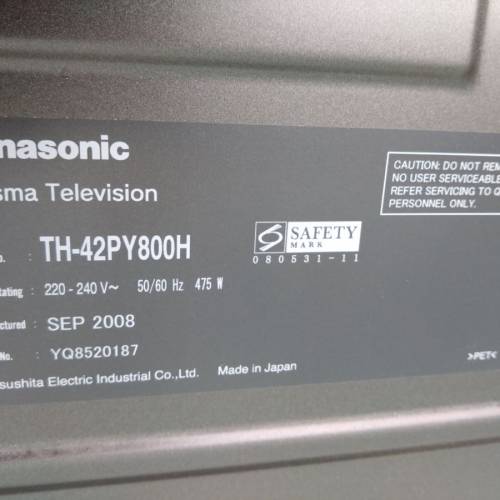 nasonic
sma Television
CAUTION: DO NOT REM
NO USER SERVICEABLE
REFER SERVICING TO Q
PERSONNEL ONLY.
o. : TH-42PY800H
SAFETY
MARK
080531-11
ating : 220-240 V~ 50/60 Hz 475 W
ctured : SEP 2008
No. : YQ8520187
sushita Electric Industrial Co.,Ltd. Made in Japan
>PET<